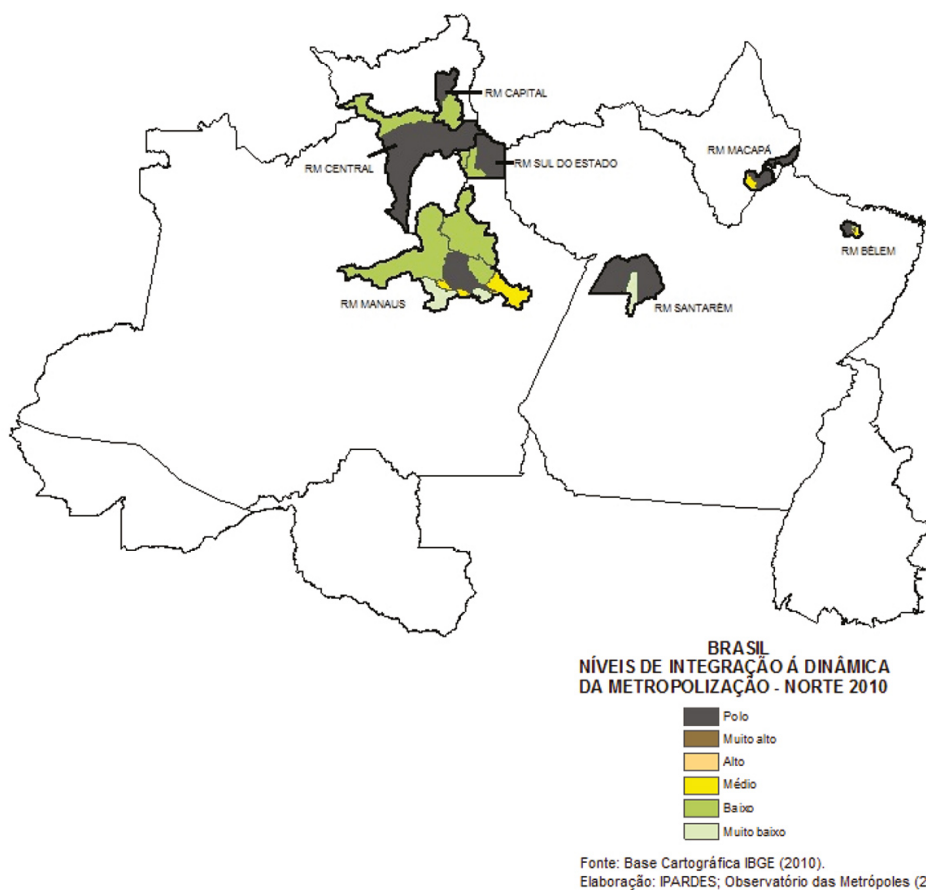 RM CAPITAL
RM CENTRAL
RM SUL DO ESTADO
RM MACAPÁ
RM BÉLEM
RM MANAUS
RM SANTARÉM
BRASIL
NÍVEIS DE INTEGRAÇÃO Á DINÂMICA
DA METROPOLIZAÇÃO - NORTE 2010
Polo
Muito alto
Alto
Médio
Baixo
Muito baixo
Fonte: Base Cartográfica IBGE (2010).
Elaboração: IPARDES; Observatório das Metrópoles (2